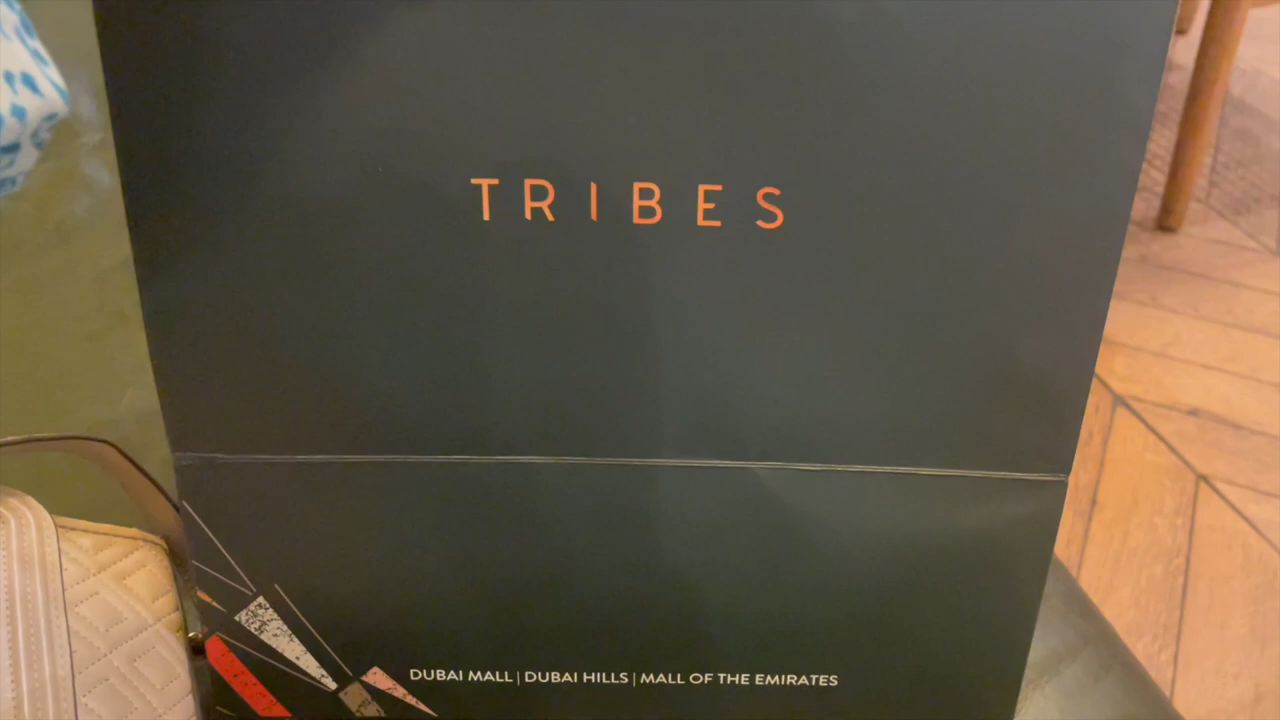 TRIBES
DUBAI MALL | DUBAI HILLS | MALL OF THE EMIRATES